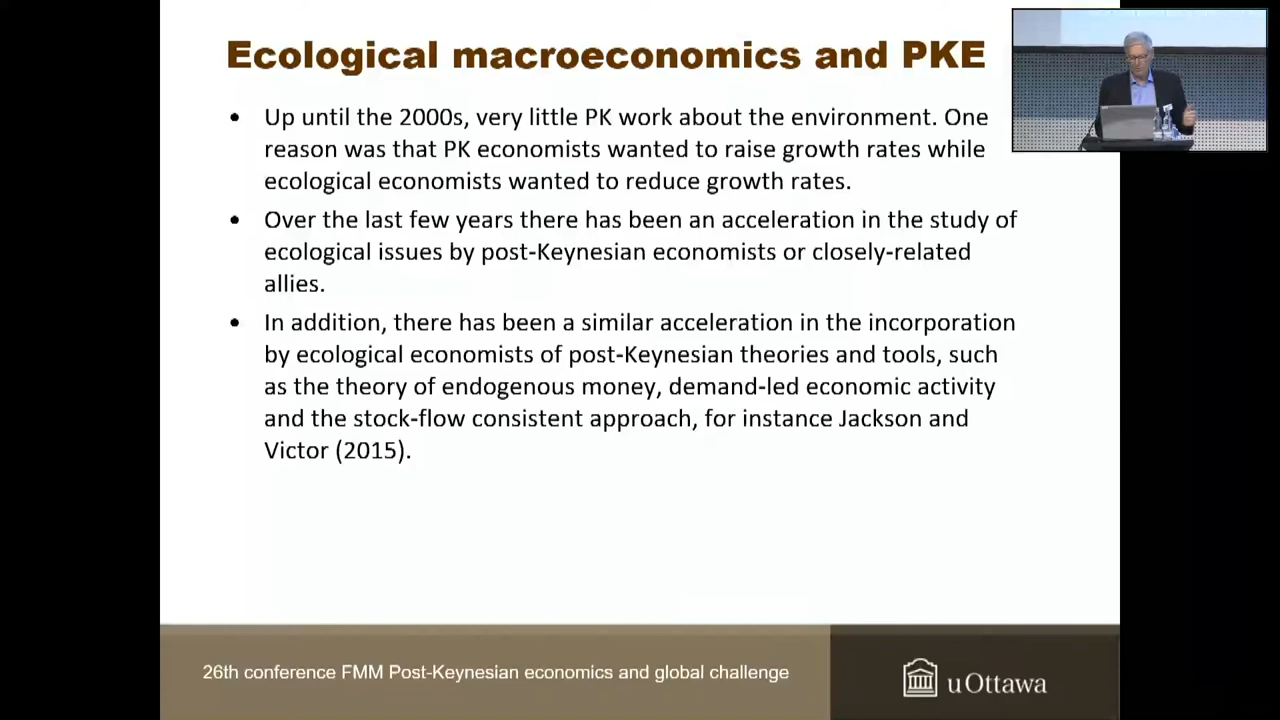 Ecological macroeconomics and PKE
• Up until the 2000s, very little PK work about the environment. One
reason was that PK economists wanted to raise growth rates while
ecological economists wanted to reduce growth rates.
• Over the last few years there has been an acceleration in the study of
ecological issues by post-Keynesian economists or closely-related
allies.
• In addition, there has been a similar acceleration in the incorporation
by ecological economists of post-Keynesian theories and tools, such
as the theory of endogenous money, demand-led economic activity
and the stock-flow consistent approach, for instance Jackson and
Victor (2015).
26th conference FMM Post-Keynesian economics and global challenge
uOttawa